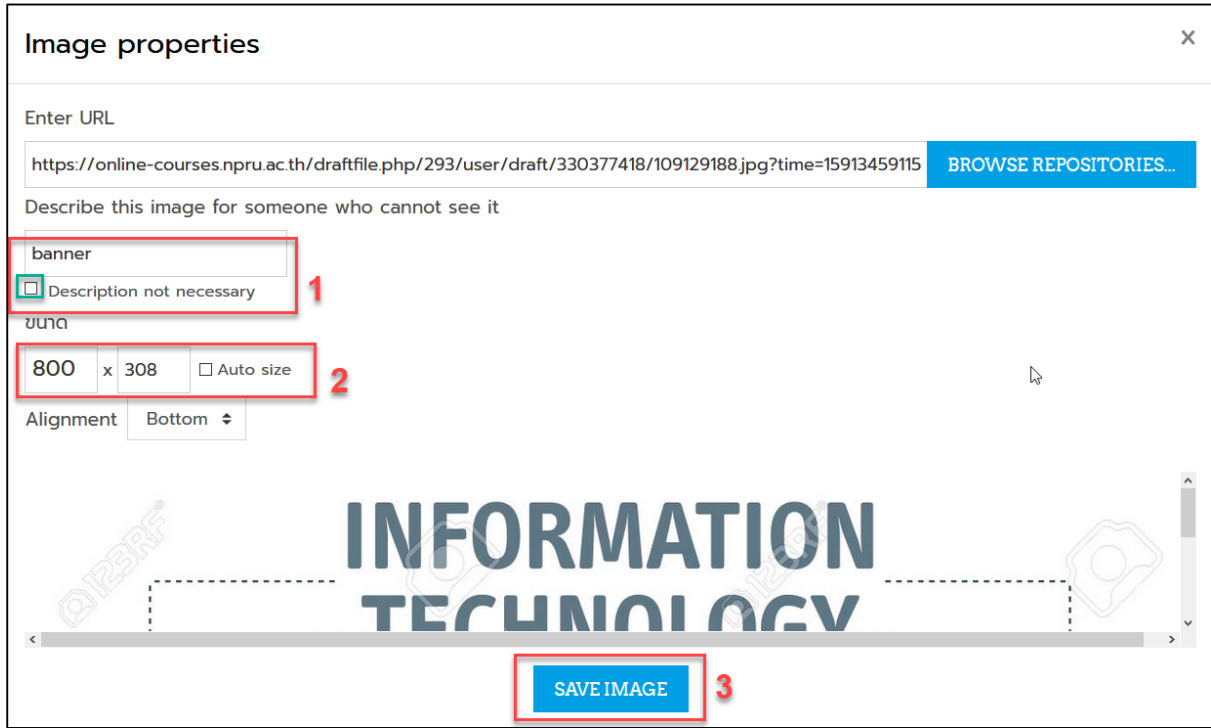 Image properties ×
Enter URL
https://online-courses.npru.ac.th/draftfile.php/293/user/draft/330377418/109129188.jpg?time=15913459115 BROWSE REPOSITORIES...
Describe this image for someone who cannot see it
banner
Description not necessary 1
ขนาด
800 x 308 Auto size 2
Alignment Bottom
INFORMATION
TECHNOLOGY
123RF
123RF
SAVE IMAGE 3